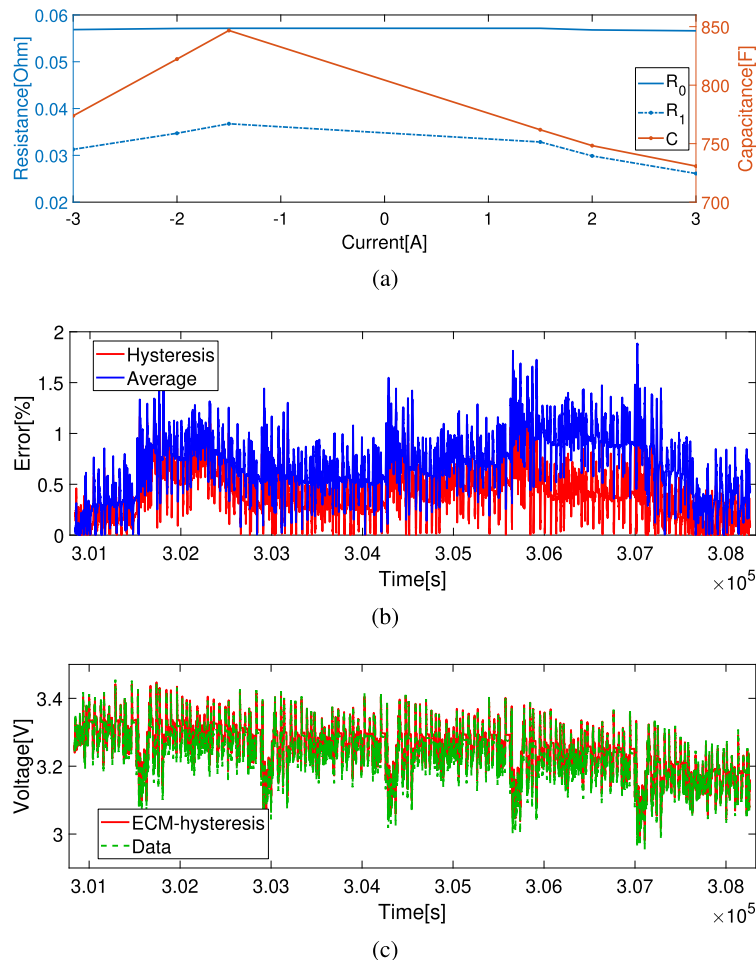 0.06
0.05
0.04
0.03
0.02
Resistance[Ohm]
850
800
750
700
Capacitance[F]
R0
R1
C
-3 -2 -1 0 1 2 3
Current[A]
(a)
2
1.5
1
0.5
0
Error[%]
Hysteresis
Average
3.01 3.02 3.03 3.04 3.05 3.06 3.07 3.08
Time[s]
×10^5
(b)
3.4
3.2
3
Voltage[V]
ECM-hysteresis
Data
3.01 3.02 3.03 3.04 3.05 3.06 3.07 3.08
Time[s]
×10^5
(c)